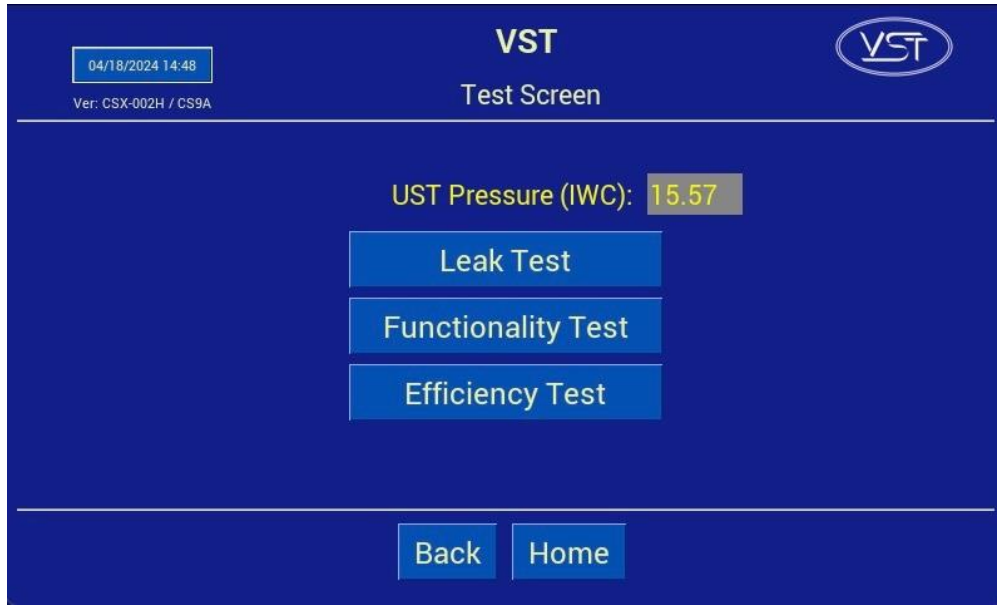 VST
04/18/2024 14:48
VST
Ver: CSX-002H / CS9A
Test Screen
UST Pressure (IWC): 15.57
Leak Test
Functionality Test
Efficiency Test
Back Home